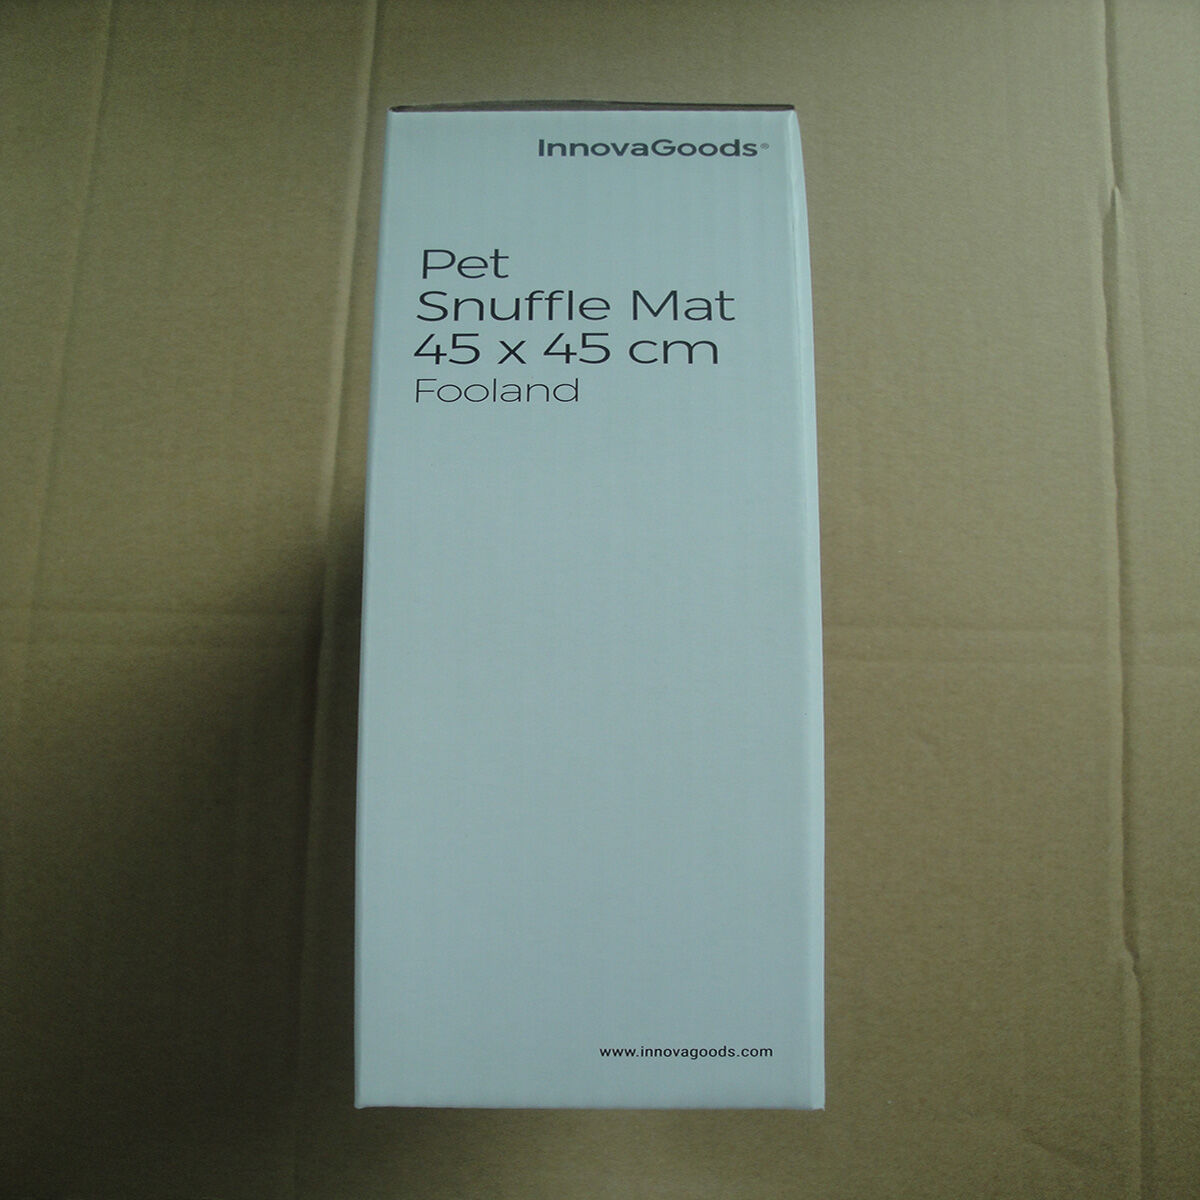 InnovaGoods®
Pet
Snuffle Mat
45 x 45 cm
Fooland
www.innovagoods.com